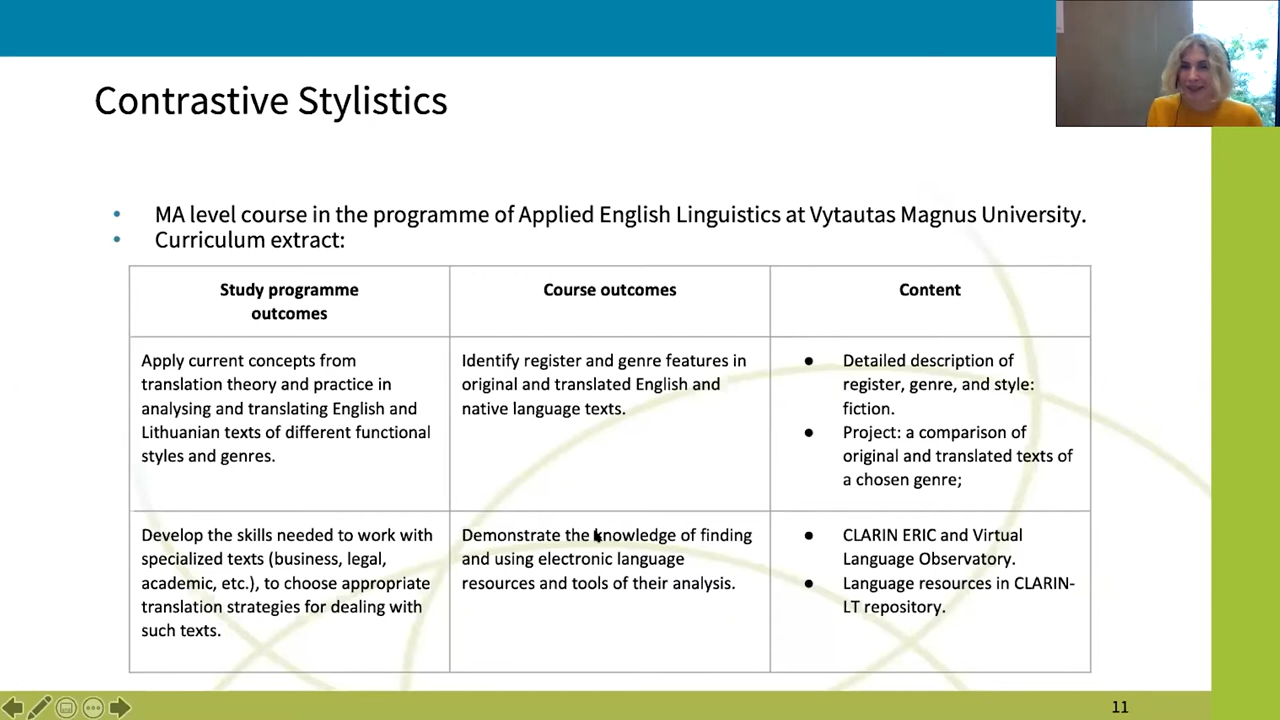 Contrastive Stylistics
• MA level course in the programme of Applied English Linguistics at Vytautas Magnus University.
• Curriculum extract:
Study programme
outcomes
Course outcomes
Content
Apply current concepts from
translation theory and practice in
analysing and translating English and
Lithuanian texts of different functional
styles and genres.
Identify register and genre features in
original and translated English and
native language texts.
● Detailed description of
register, genre, and style:
fiction.
● Project: a comparison of
original and translated texts of
a chosen genre;
Develop the skills needed to work with
specialized texts (business, legal,
academic, etc.), to choose appropriate
translation strategies for dealing with
such texts.
Demonstrate the knowledge of finding
and using electronic language
resources and tools of their analysis.
● CLARIN ERIC and Virtual
Language Observatory.
● Language resources in CLARIN-
LT repository.
11